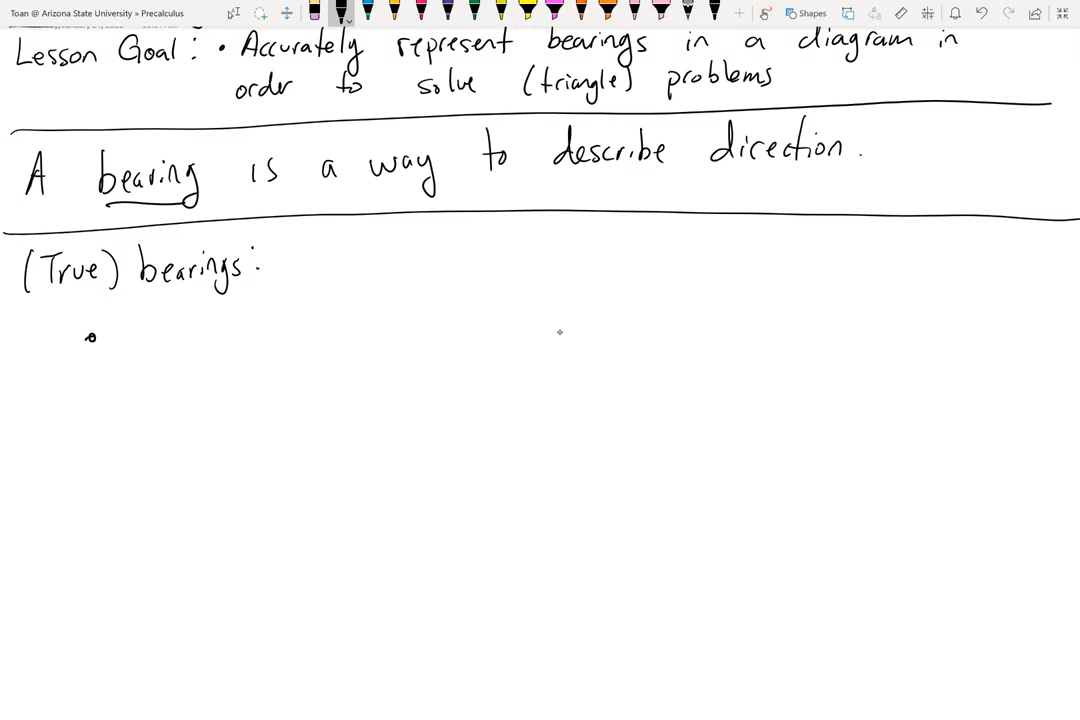 Toan @ Arizona State University » Precalculus
Shapes
Lesson Goal: • Accurately represent bearings in a diagram in
order to solve (triangle) problems
A bearing is a way to describe direction.
(True) bearings: